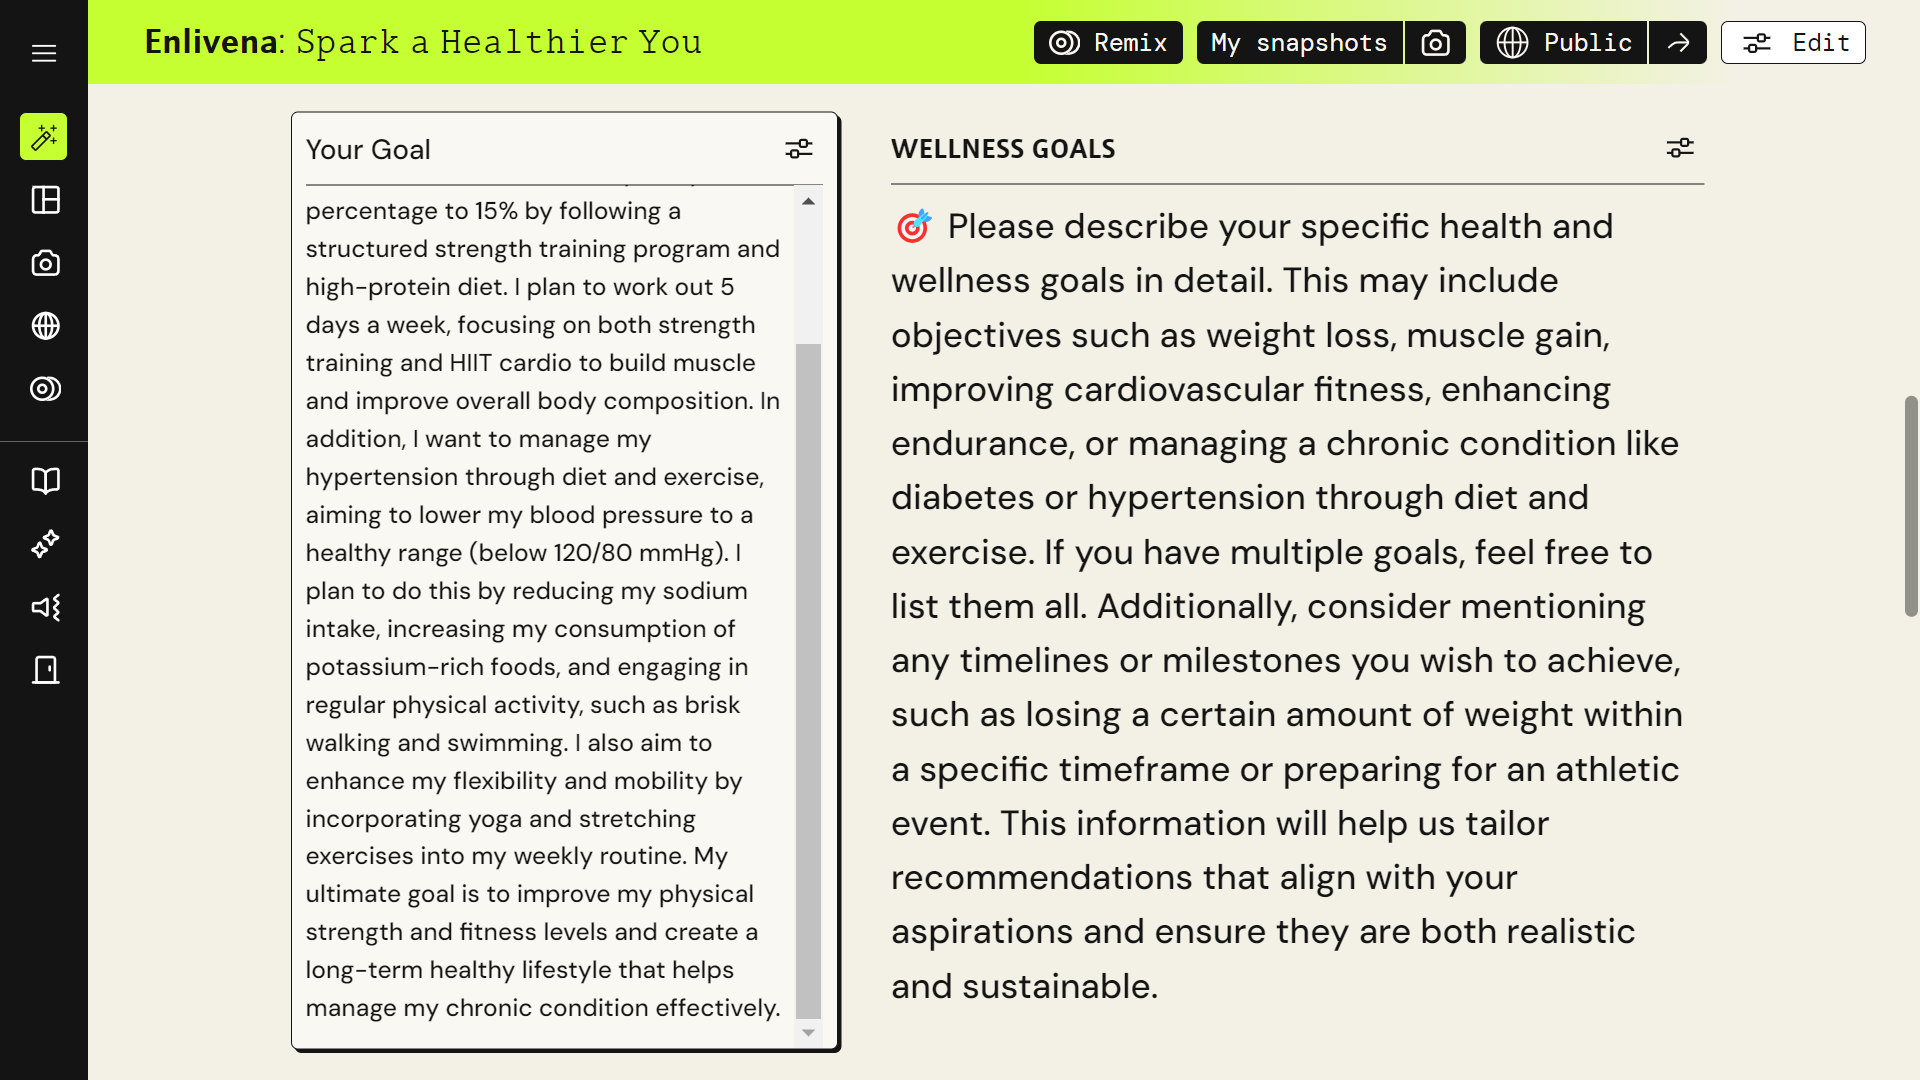 Enlivena: Spark a Healthier You
Remix
My snapshots
Public
Edit
Your Goal
percentage to 15% by following a
structured strength training program and
high-protein diet. I plan to work out 5
days a week, focusing on both strength
training and HIIT cardio to build muscle
and improve overall body composition. In
addition, I want to manage my
hypertension through diet and exercise,
aiming to lower my blood pressure to a
healthy range (below 120/80 mmHg). I
plan to do this by reducing my sodium
intake, increasing my consumption of
potassium-rich foods, and engaging in
regular physical activity, such as brisk
walking and swimming. I also aim to
enhance my flexibility and mobility by
incorporating yoga and stretching
exercises into my weekly routine. My
ultimate goal is to improve my physical
strength and fitness levels and create a
long-term healthy lifestyle that helps
manage my chronic condition effectively.
WELLNESS GOALS
🎯 Please describe your specific health and
wellness goals in detail. This may include
objectives such as weight loss, muscle gain,
improving cardiovascular fitness, enhancing
endurance, or managing a chronic condition like
diabetes or hypertension through diet and
exercise. If you have multiple goals, feel free to
list them all. Additionally, consider mentioning
any timelines or milestones you wish to achieve,
such as losing a certain amount of weight within
a specific timeframe or preparing for an athletic
event. This information will help us tailor
recommendations that align with your
aspirations and ensure they are both realistic
and sustainable.